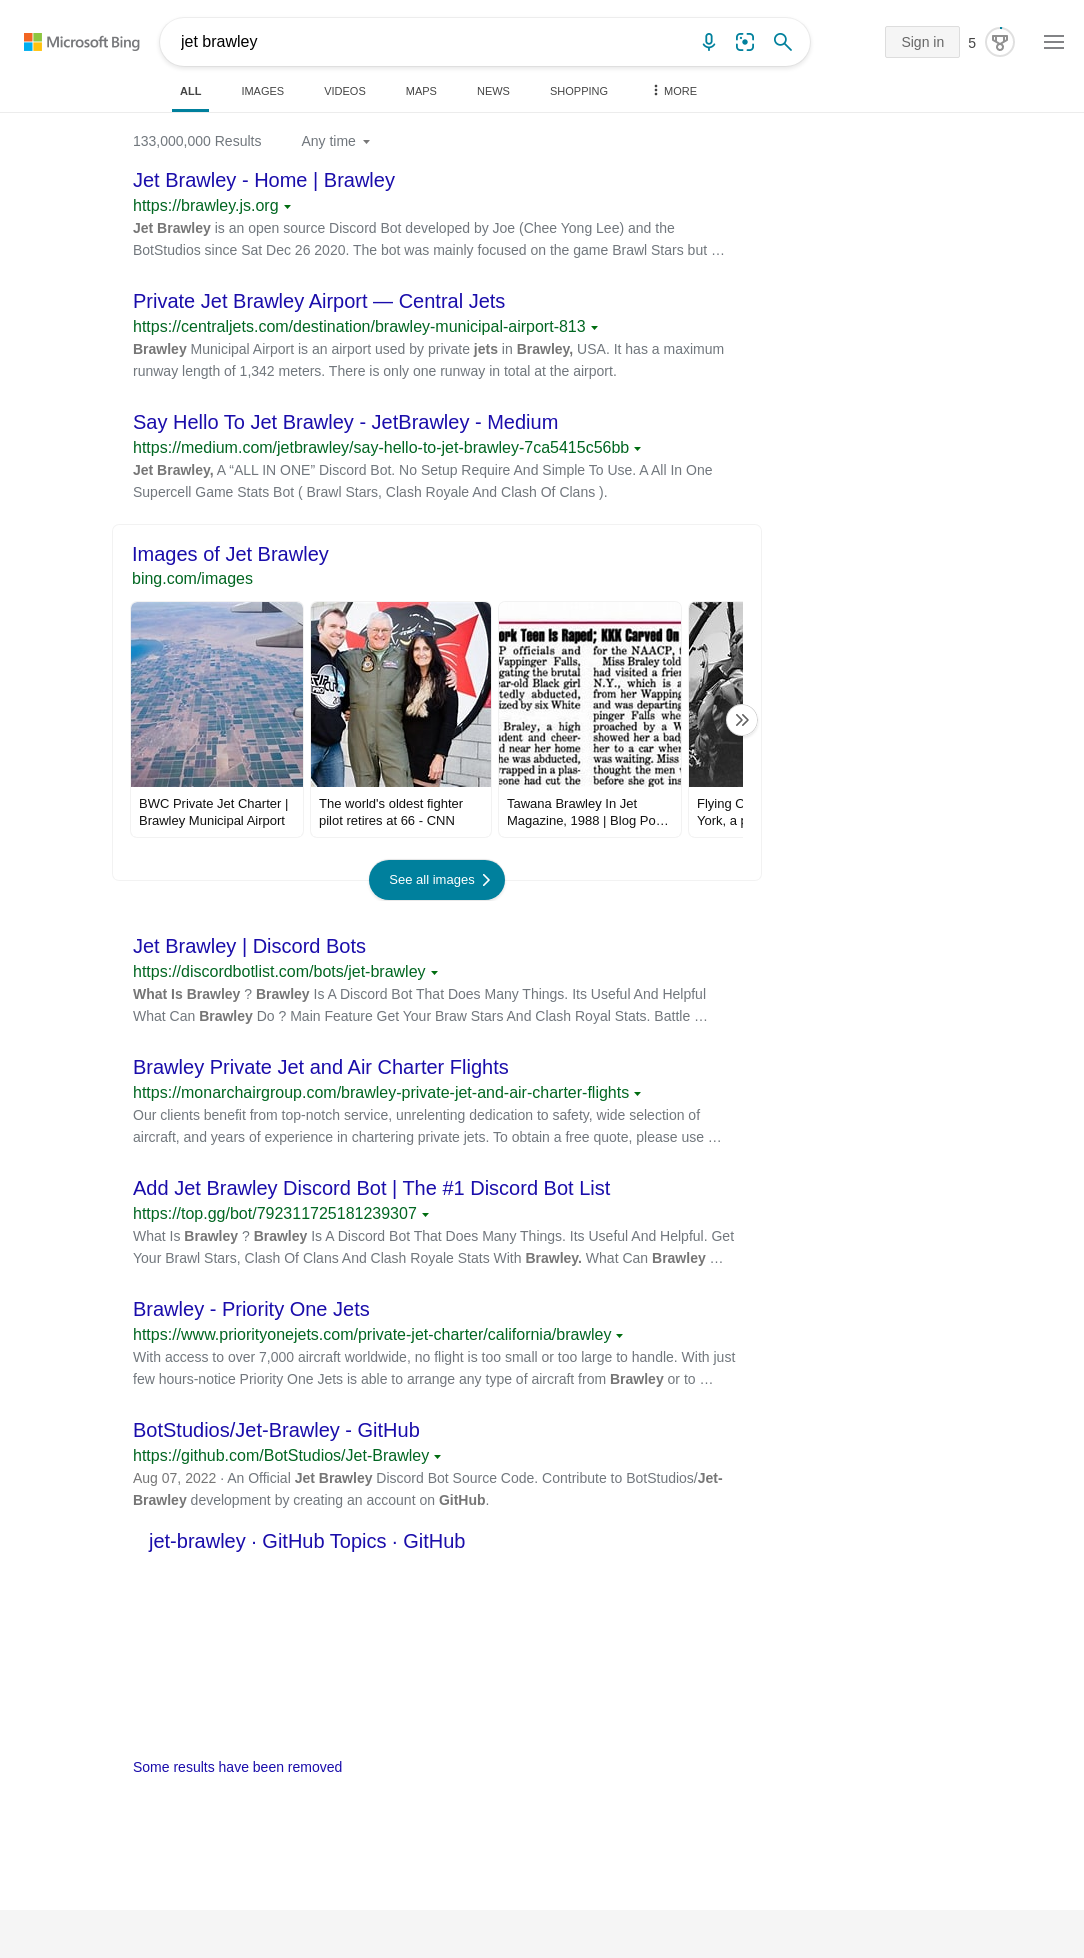 Microsoft Bing
jet brawley
Sign in
5
ALL
IMAGES
VIDEOS
MAPS
NEWS
SHOPPING
MORE
133,000,000 Results
Any time
Jet Brawley - Home | Brawley
https://brawley.js.org
Jet Brawley is an open source Discord Bot developed by Joe (Chee Yong Lee) and the
BotStudios since Sat Dec 26 2020. The bot was mainly focused on the game Brawl Stars but …
Private Jet Brawley Airport — Central Jets
https://centraljets.com/destination/brawley-municipal-airport-813
Brawley Municipal Airport is an airport used by private jets in Brawley, USA. It has a maximum
runway length of 1,342 meters. There is only one runway in total at the airport.
Say Hello To Jet Brawley - JetBrawley - Medium
https://medium.com/jetbrawley/say-hello-to-jet-brawley-7ca5415c56bb
Jet Brawley, A “ALL IN ONE” Discord Bot. No Setup Require And Simple To Use. A All In One
Supercell Game Stats Bot ( Brawl Stars, Clash Royale And Clash Of Clans ).
Images of Jet Brawley
bing.com/images
ork Teen Is Raped; KKK Carved On
P officials and
Wappinger Falls,
gating the brutal
ear-old Black girl
tedly abducted,
ized by six White
Braley, a high
dent and cheer-
d near her home
he was abducted,
rapped in a plas-
eone had cut the
for the NAACP,
Miss Braley told
had visited a frie
N.Y., which is a
from her Wapping
and was departing
pinger Falls whe
proached by a W
showed her a bad
her to a car when
was waiting. Miss
thought the men
before she got ins
BWC Private Jet Charter |
Brawley Municipal Airport
The world's oldest fighter
pilot retires at 66 - CNN
Tawana Brawley In Jet
Magazine, 1988 | Blog Po…
Flying C
York, a p
See all images
Jet Brawley | Discord Bots
https://discordbotlist.com/bots/jet-brawley
What Is Brawley ? Brawley Is A Discord Bot That Does Many Things. Its Useful And Helpful
What Can Brawley Do ? Main Feature Get Your Braw Stars And Clash Royal Stats. Battle …
Brawley Private Jet and Air Charter Flights
https://monarchairgroup.com/brawley-private-jet-and-air-charter-flights
Our clients benefit from top-notch service, unrelenting dedication to safety, wide selection of
aircraft, and years of experience in chartering private jets. To obtain a free quote, please use …
Add Jet Brawley Discord Bot | The #1 Discord Bot List
https://top.gg/bot/792311725181239307
What Is Brawley ? Brawley Is A Discord Bot That Does Many Things. Its Useful And Helpful. Get
Your Brawl Stars, Clash Of Clans And Clash Royale Stats With Brawley. What Can Brawley …
Brawley - Priority One Jets
https://www.priorityonejets.com/private-jet-charter/california/brawley
With access to over 7,000 aircraft worldwide, no flight is too small or too large to handle. With just
few hours-notice Priority One Jets is able to arrange any type of aircraft from Brawley or to …
BotStudios/Jet-Brawley - GitHub
https://github.com/BotStudios/Jet-Brawley
Aug 07, 2022 · An Official Jet Brawley Discord Bot Source Code. Contribute to BotStudios/Jet-
Brawley development by creating an account on GitHub.
jet-brawley · GitHub Topics · GitHub
Some results have been removed